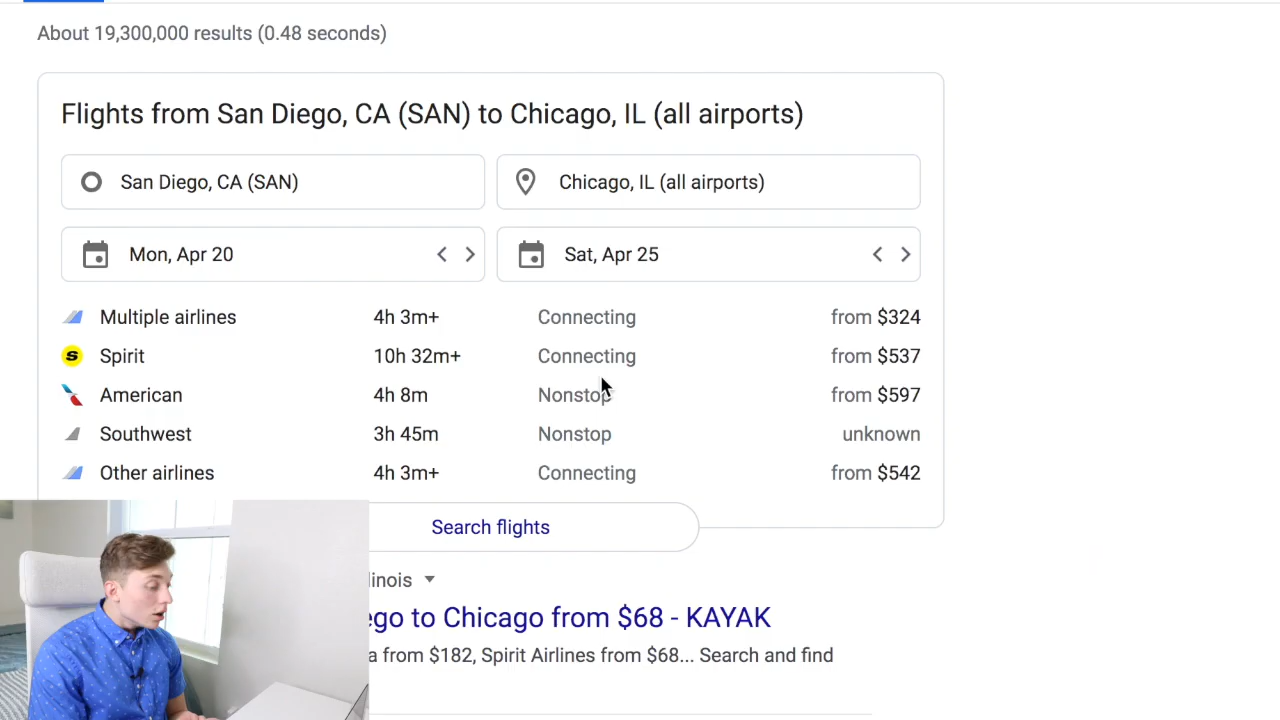 About 19,300,000 results (0.48 seconds)
Flights from San Diego, CA (SAN) to Chicago, IL (all airports)
San Diego, CA (SAN) Chicago, IL (all airports)
Mon, Apr 20 Sat, Apr 25
Multiple airlines 4h 3m+ Connecting from $324
S Spirit 10h 32m+ Connecting from $537
American 4h 8m Nonstop from $597
Southwest 3h 45m Nonstop unknown
Other airlines 4h 3m+ Connecting from $542
Search flights
linois
ego to Chicago from $68 - KAYAK
a from $182, Spirit Airlines from $68... Search and find